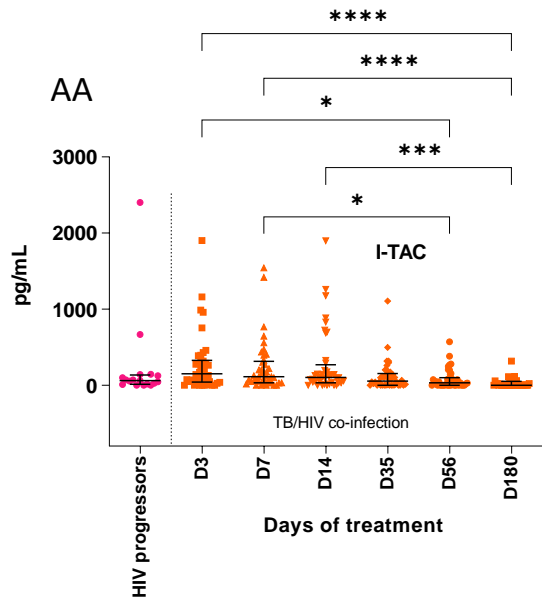 ****
****
AA
*
***
*
3000
2000
1000
0
pg/mL
I-TAC
TB/HIV co-infection
HIV progressors
D3
D7
D14
D35
D56
D180
Days of treatment